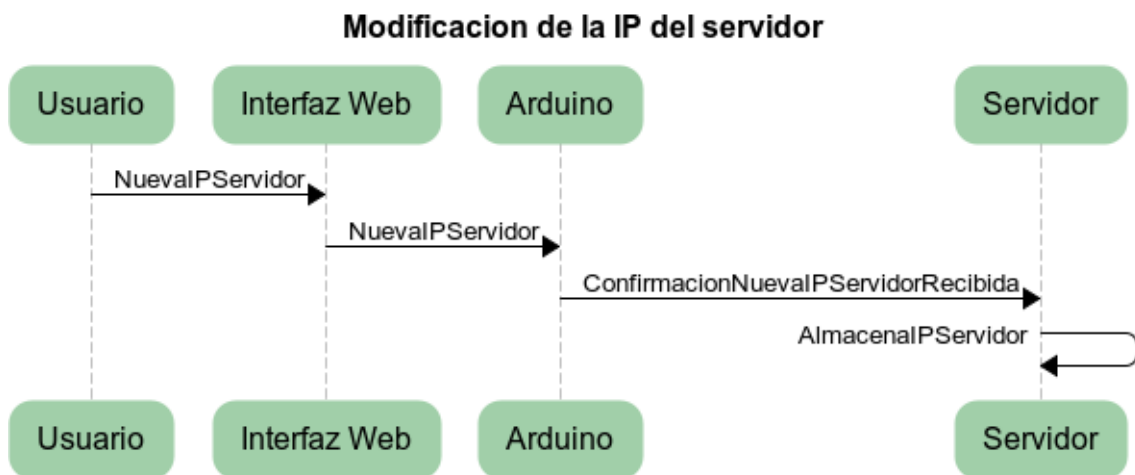 Modificacion de la IP del servidor
Usuario
Interfaz Web
Arduino
Servidor
NuevaIPServidor
NuevaIPServidor
ConfirmacionNuevaIPServidorRecibida
AlmacenaIPServidor
Usuario
Interfaz Web
Arduino
Servidor